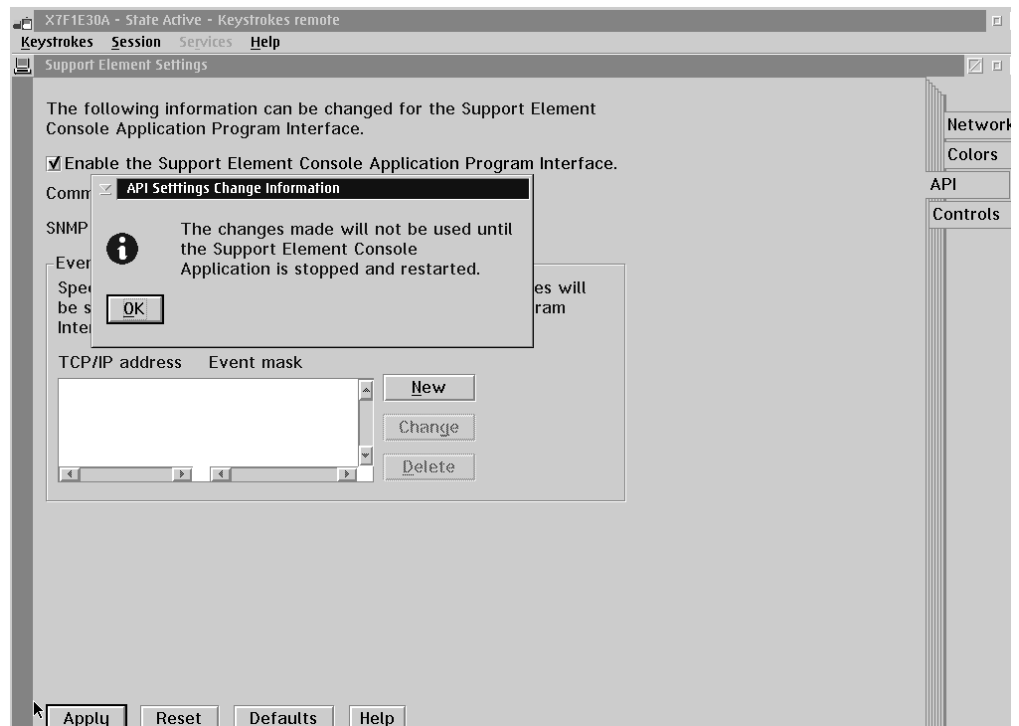 X7F1E30A - State Active - Keystrokes remote
Keystrokes Session Services Help
Support Element Settings
The following information can be changed for the Support Element
Console Application Program Interface.
Enable the Support Element Console Application Program Interface.
Comm
SNMP
API Setttings Change Information
The changes made will not be used until
the Support Element Console
Application is stopped and restarted.
OK
Even
Spe es will
be s ram
Inte
TCP/IP address Event mask
New
Change
Delete
Apply Reset Defaults Help
Network
Colors
API
Controls